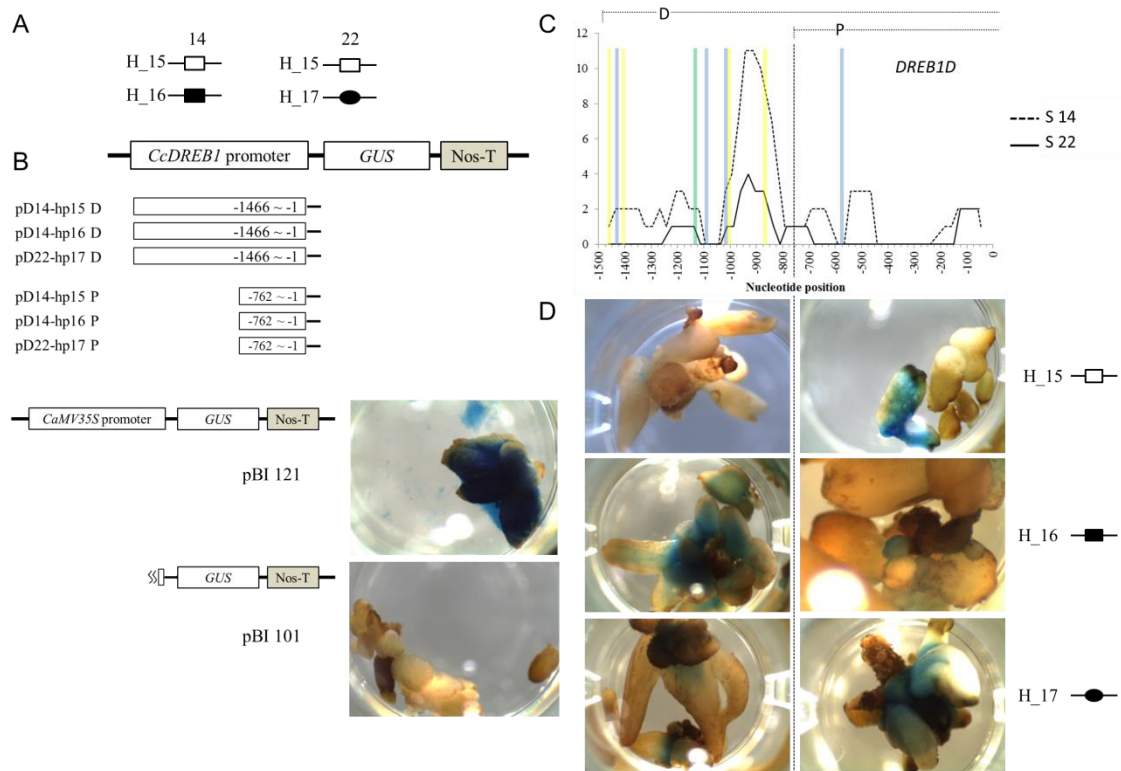 A
14 22
H_15 H_15
H_16 H_17
B
CcDREB1 promoter GUS Nos-T
pD14-hp15 D -1466 ~ -1
pD14-hp16 D -1466 ~ -1
pD22-hp17 D -1466 ~ -1
pD14-hp15 P -762 ~ -1
pD14-hp16 P -762 ~ -1
pD22-hp17 P -762 ~ -1
CaMV35S promoter GUS Nos-T
pBI 121
GUS Nos-T
pBI 101
C
D
P
12
10
8
6
4
2
0
DREB1D
S 14
S 22
-1500 -1400 -1300 -1200 -1100 -1000 -900 -800 -700 -600 -500 -400 -300 -200 -100 0
Nucleotide position
D
H_15
H_16
H_17